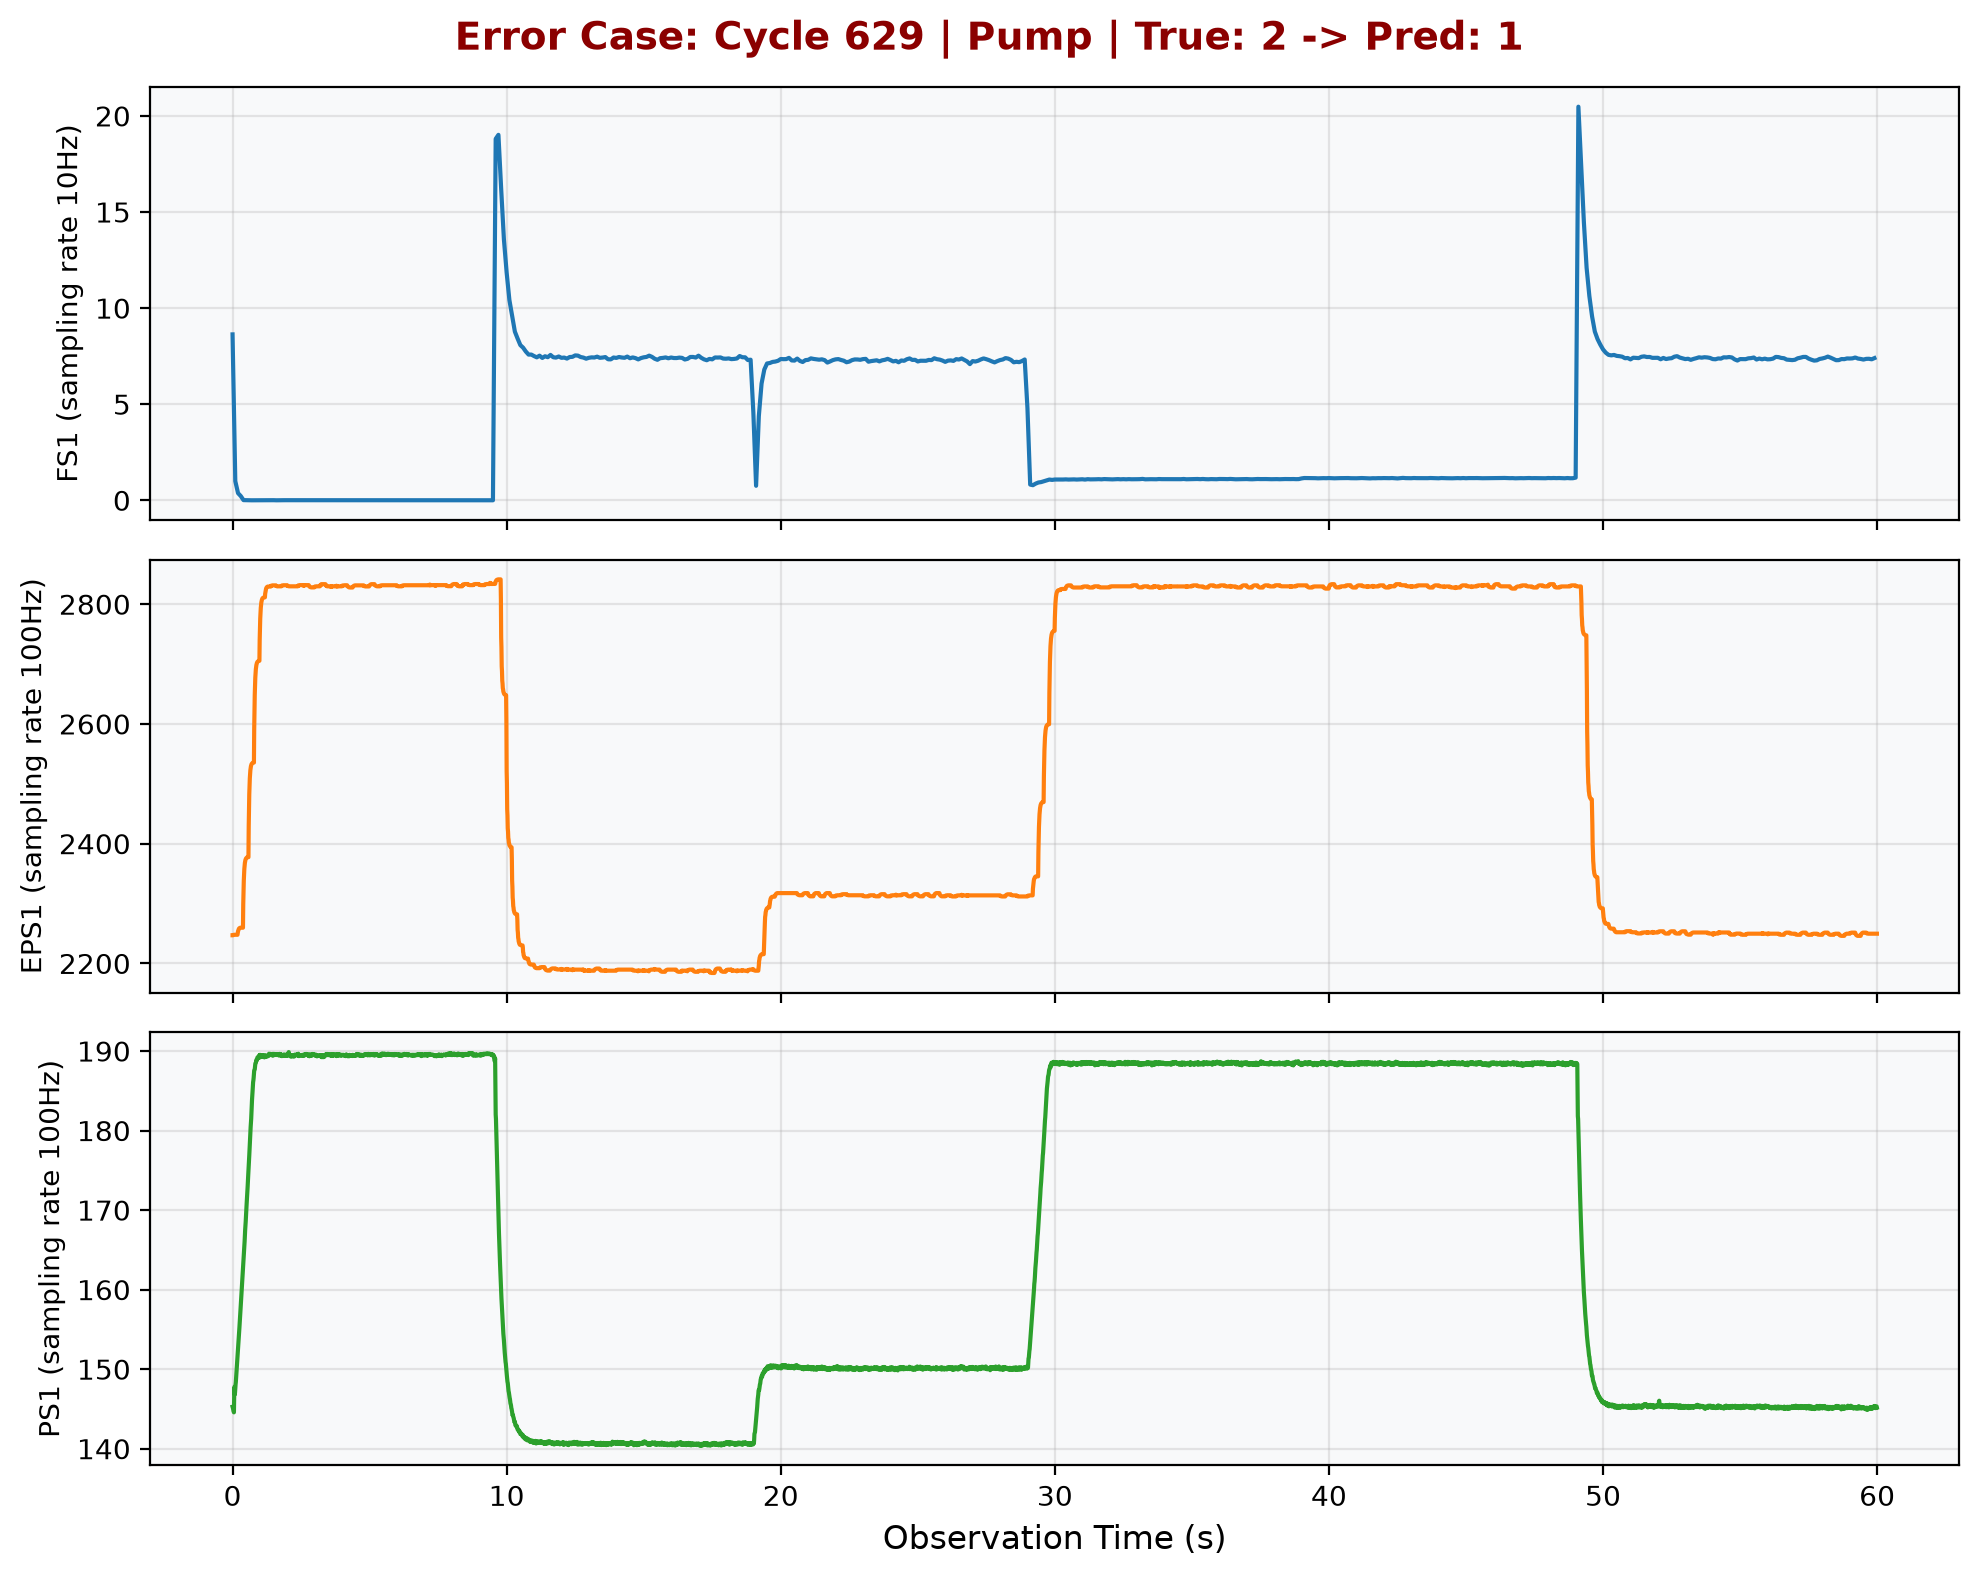 Error Case: Cycle 629 | Pump | True: 2 -> Pred: 1
FS1 (sampling rate 10Hz)
20
15
10
5
0
EPS1 (sampling rate 100Hz)
2800
2600
2400
2200
PS1 (sampling rate 100Hz)
190
180
170
160
150
140
0 10 20 30 40 50 60
Observation Time (s)